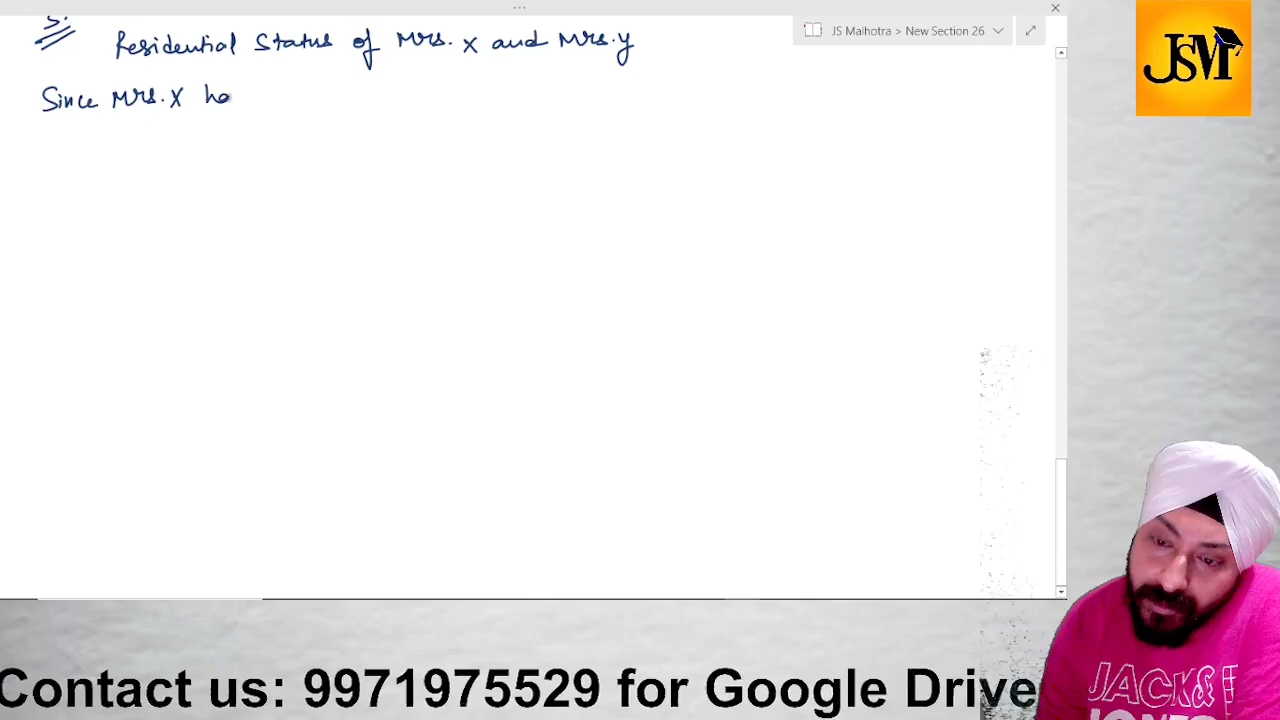 ...
JS Malhotra > New Section 26
JSM
S.
Residential Status of Mrs. X and Mrs. y
Since Mrs. X ha
JACK&
Contact us: 9971975529 for Google Drive